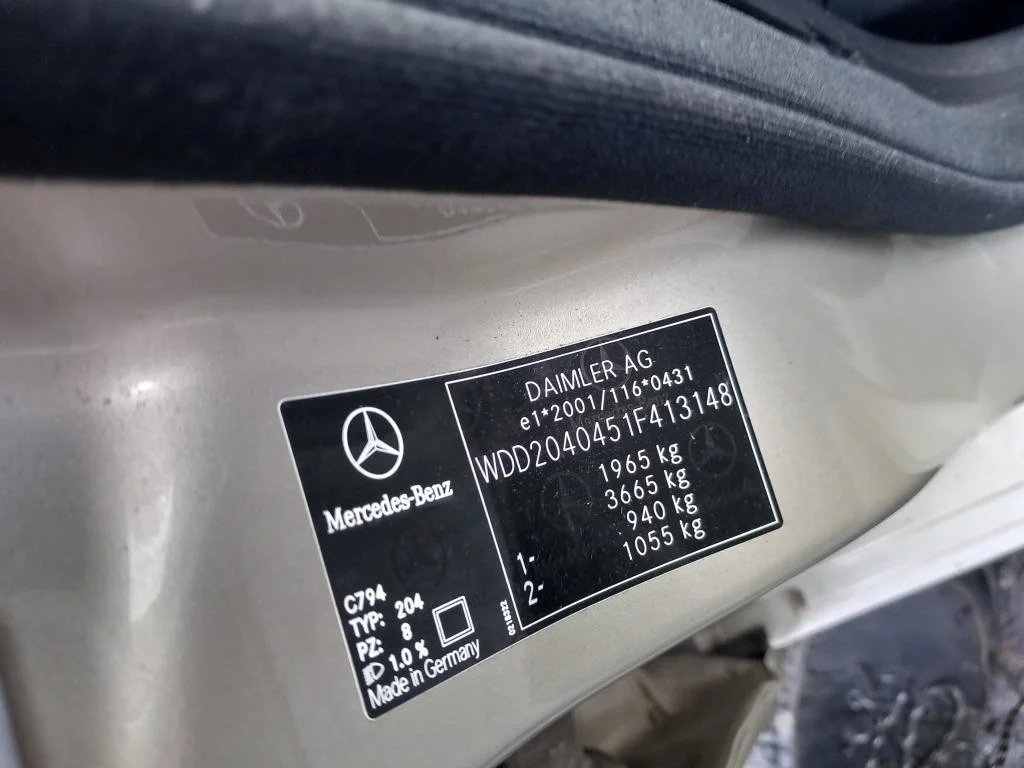 Mercedes-Benz
C794
TYP: 204
PZ: 8
1.0 %
Made in Germany
0218522
DAIMLER AG
e1*2001/116*0431
WDD2040451F413148
1965 kg
3665 kg
1- 940 kg
2- 1055 kg